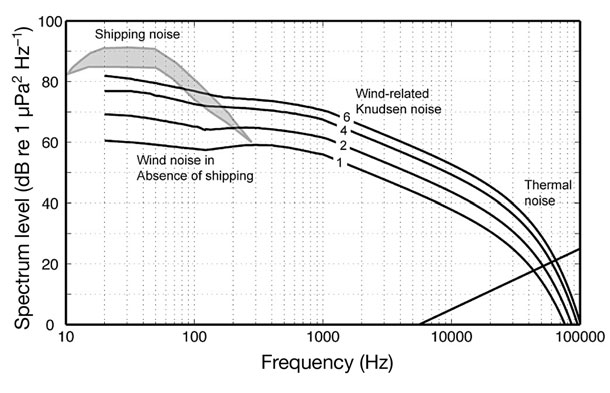 Spectrum level (dB re 1 µPa² Hz⁻¹)
100
80
60
40
20
0
Shipping noise
Wind-related
Knudsen noise
6
4
2
1
Wind noise in
Absence of shipping
Thermal
noise
10
100
1000
10000
100000
Frequency (Hz)